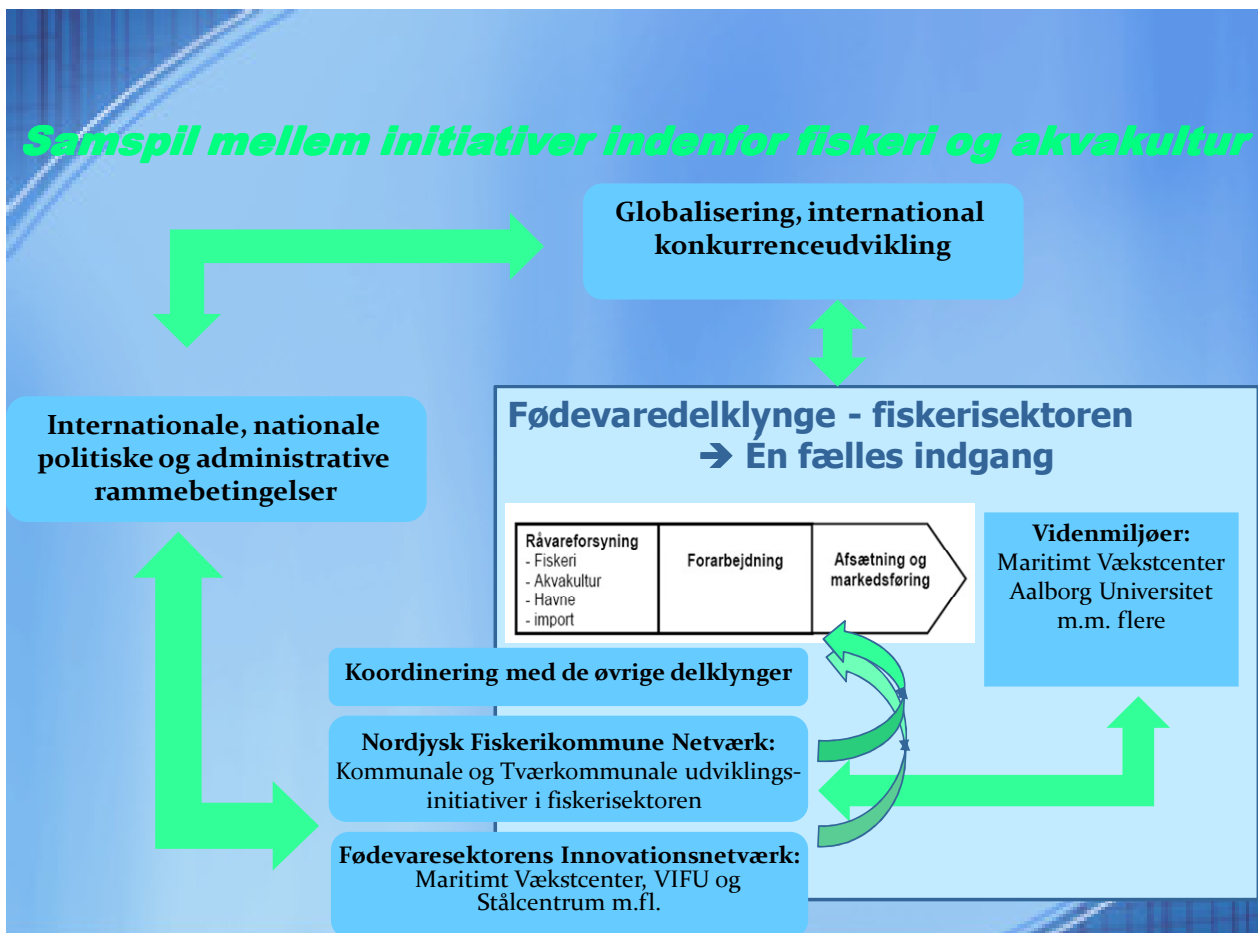 Samspil mellem initiativer indenfor fiskeri og akvakultur
Globalisering, international
konkurrenceudvikling
Internationale, nationale
politiske og administrative
rammebetingelser
Fødevaredelklynge - fiskerisektoren
➔ Én fælles indgang
Råvareforsyning
- Fiskeri
- Akvakultur
- Havne
- import
Forarbejdning
Afsætning og
markedsføring
Videnmiljøer:
Maritimt Vækstcenter
Aalborg Universitet
m.m. flere
Koordinering med de øvrige delklynger
Nordjysk Fiskerikommune Netværk:
Kommunale og Tværkommunale udviklings-
initiativer i fiskerisektoren
Fødevaresektorens Innovationsnetværk:
Maritimt Vækstcenter, VIFU og
Stålcentrum m.fl.